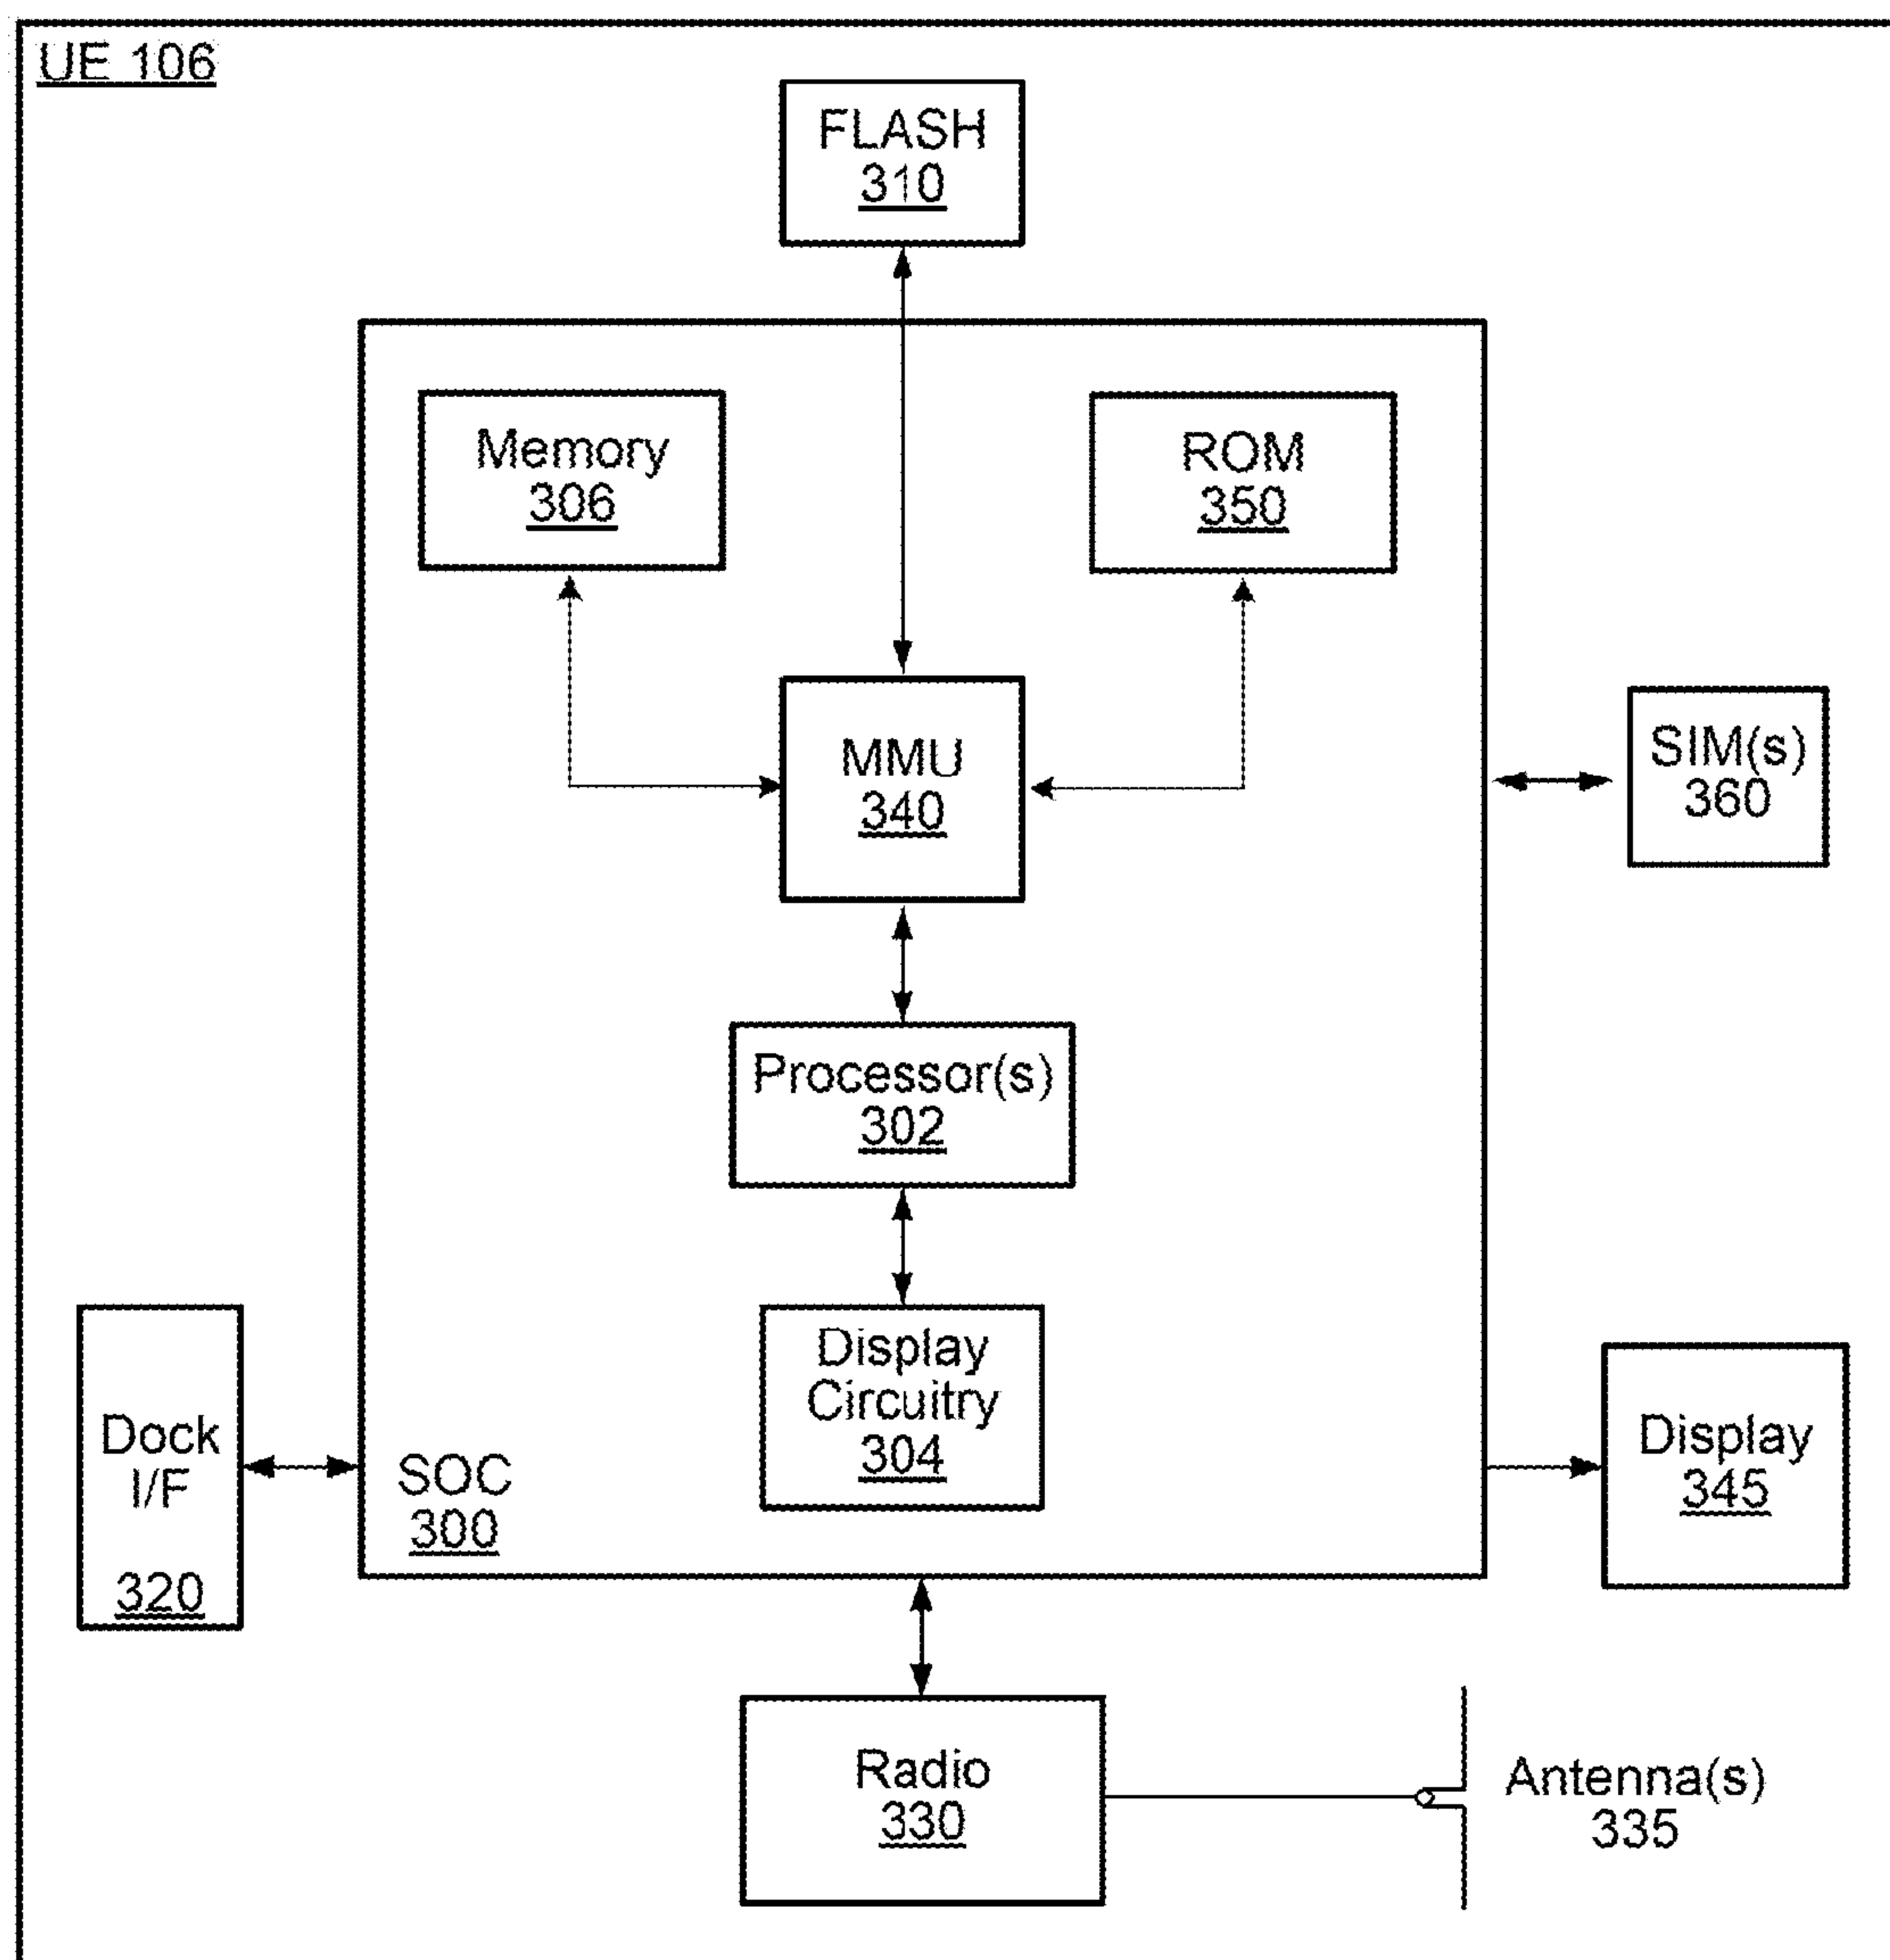 UE 106
FLASH
310
Memory
306
ROM
350
MMU
340
SIM(s)
360
Processor(s)
302
Display
Circuitry
304
Dock
I/F
320
SOC
300
Display
345
Radio
330
Antenna(s)
335